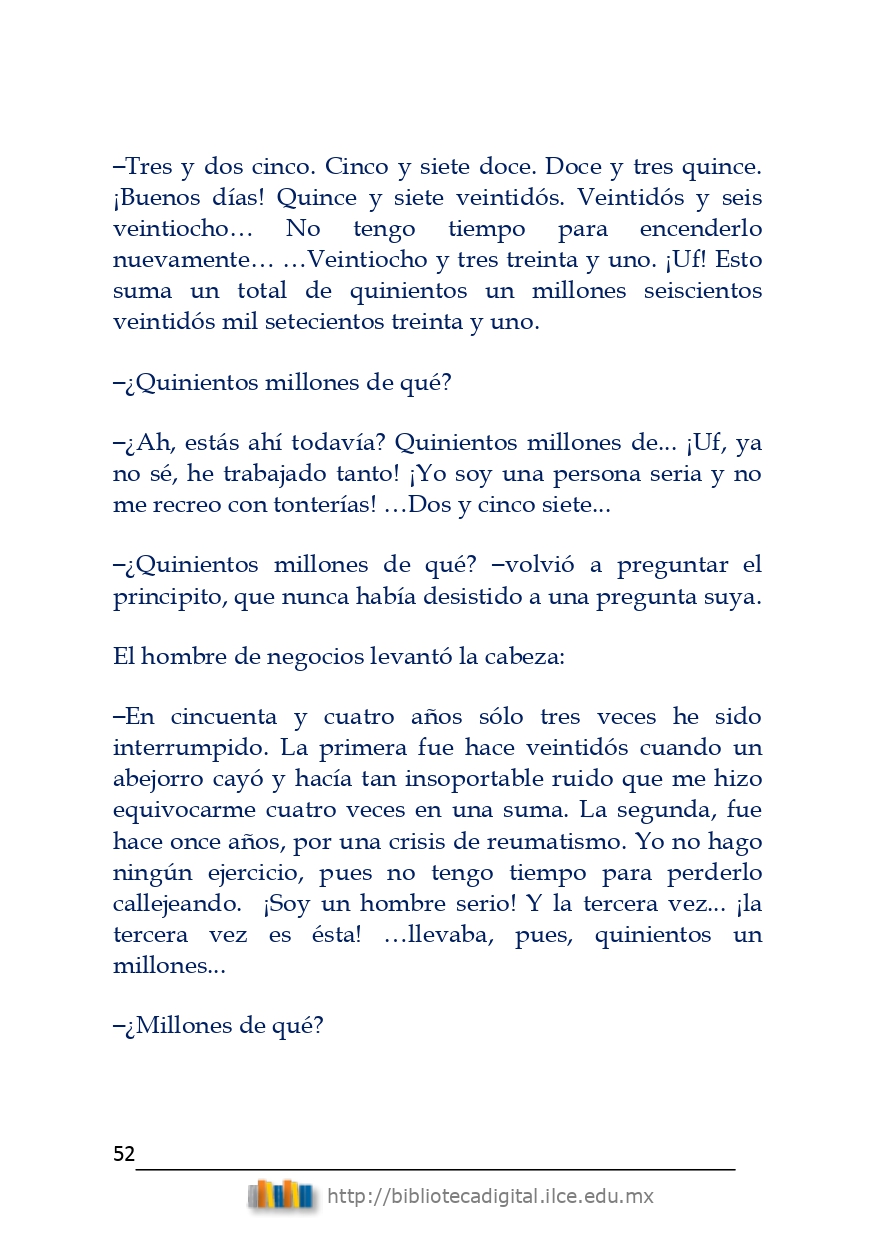 –Tres y dos cinco. Cinco y siete doce. Doce y tres quince.
¡Buenos días! Quince y siete veintidós. Veintidós y seis
veintiocho… No tengo tiempo para encenderlo
nuevamente… …Veintiocho y tres treinta y uno. ¡Uf! Esto
suma un total de quinientos un millones seiscientos
veintidós mil setecientos treinta y uno.
–¿Quinientos millones de qué?
–¿Ah, estás ahí todavía? Quinientos millones de... ¡Uf, ya
no sé, he trabajado tanto! ¡Yo soy una persona seria y no
me recreo con tonterías! …Dos y cinco siete...
–¿Quinientos millones de qué? –volvió a preguntar el
principito, que nunca había desistido a una pregunta suya.
El hombre de negocios levantó la cabeza:
–En cincuenta y cuatro años sólo tres veces he sido
interrumpido. La primera fue hace veintidós cuando un
abejorro cayó y hacía tan insoportable ruido que me hizo
equivocarme cuatro veces en una suma. La segunda, fue
hace once años, por una crisis de reumatismo. Yo no hago
ningún ejercicio, pues no tengo tiempo para perderlo
callejeando. ¡Soy un hombre serio! Y la tercera vez... ¡la
tercera vez es ésta! …llevaba, pues, quinientos un
millones...
–¿Millones de qué?
52
http://bibliotecadigital.ilce.edu.mx